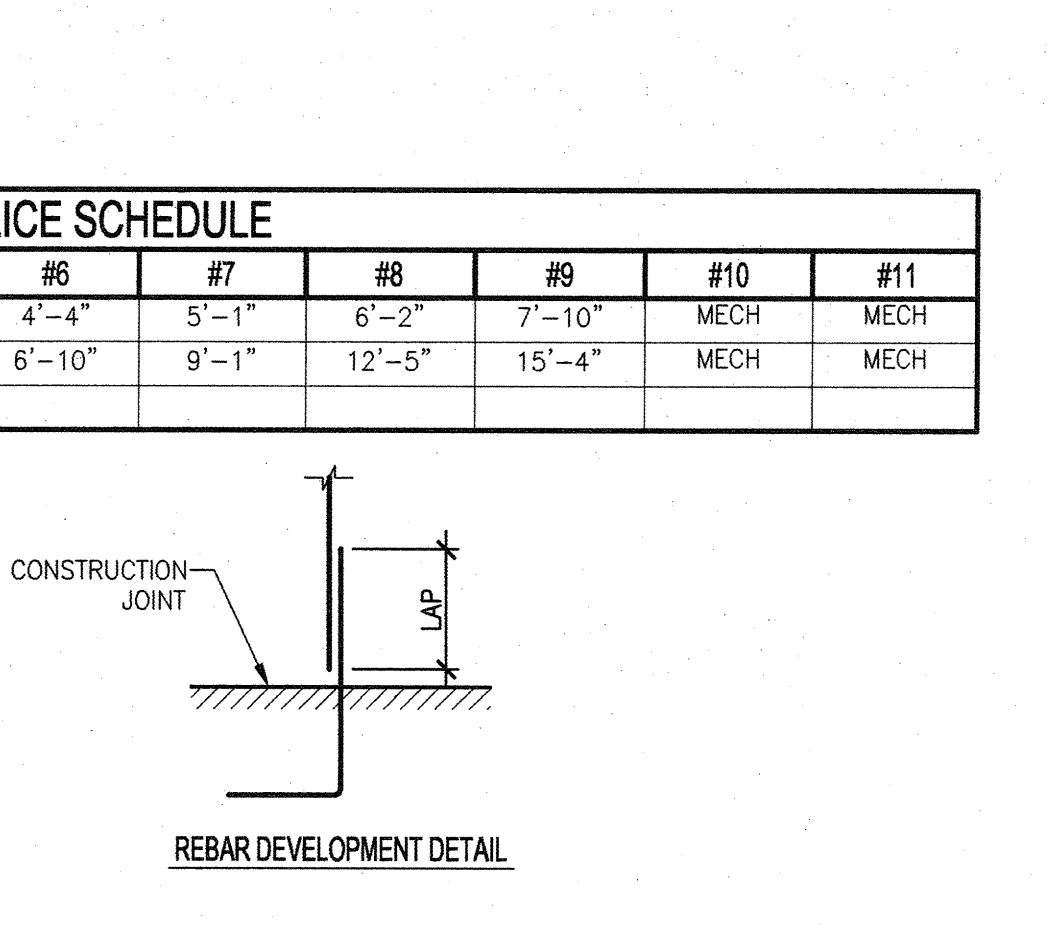 ICE SCHEDULE
#6 #7 #8 #9 #10 #11
4'-4" 5'-1" 6'-2" 7'-10" MECH MECH
6'-10" 9'-1" 12'-5" 15'-4" MECH MECH
CONSTRUCTION
JOINT
LAP
REBAR DEVELOPMENT DETAIL